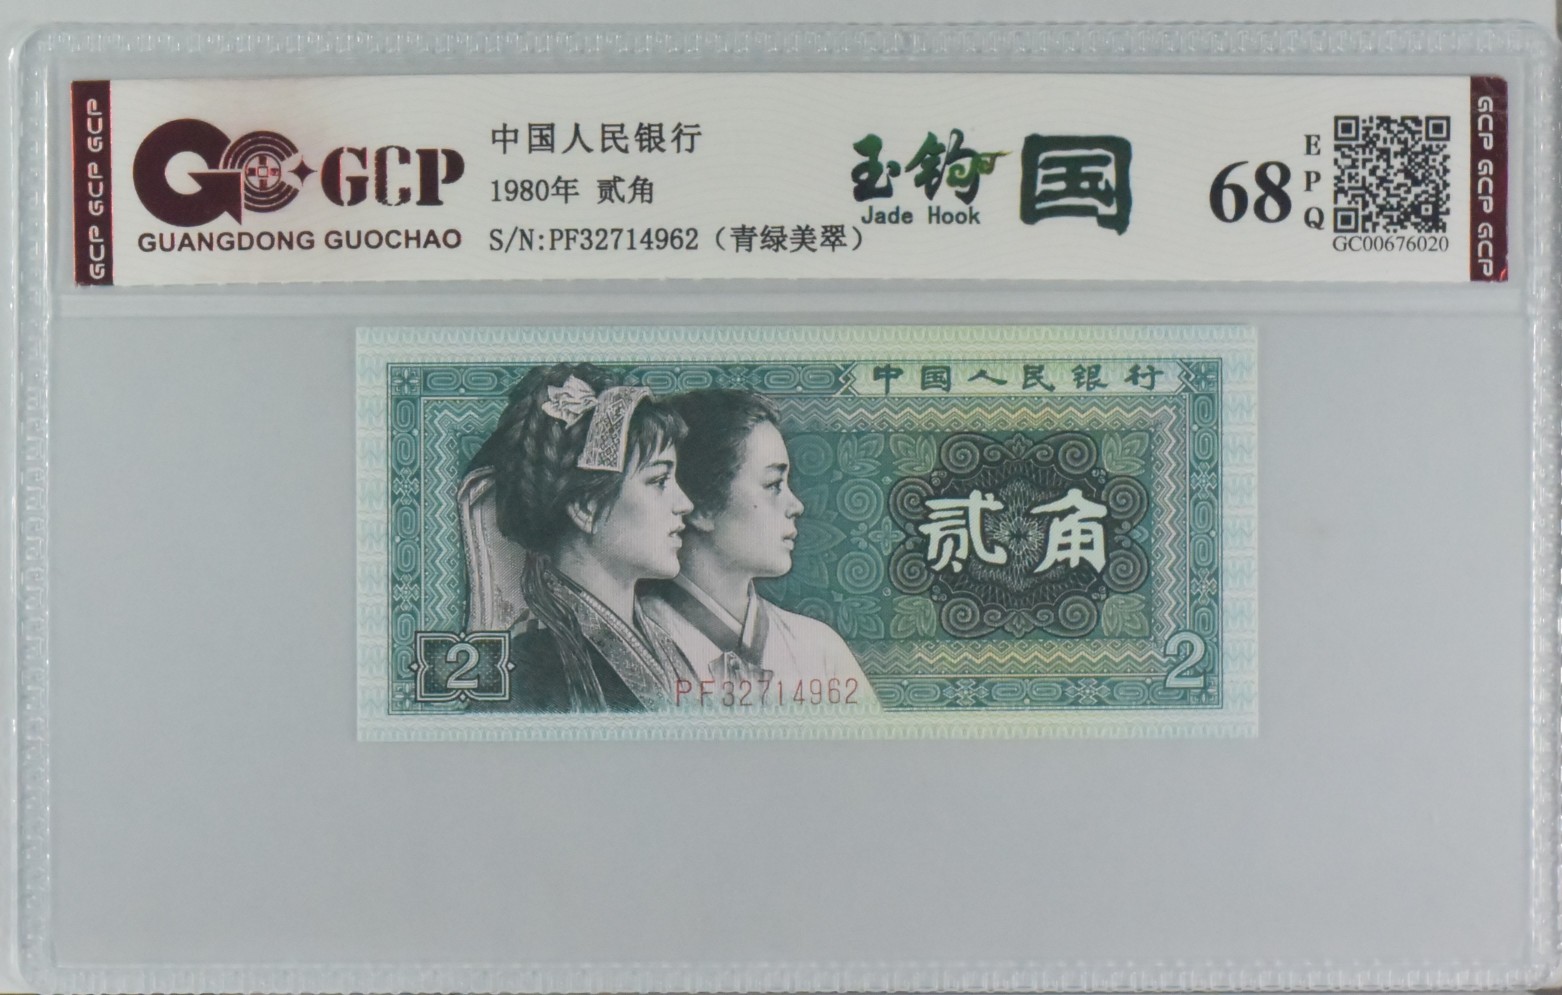 GCP GCP GCP
GCP
GUANGDONG GUOCHAO
中国人民银行
1980年 贰角
S/N:PF32714962（青绿美翠）
玉钩
Jade Hook
国
68
EPQ
GC00676020
GCP GCP GCP
中国人民银行
贰角
2
2
PF32714962